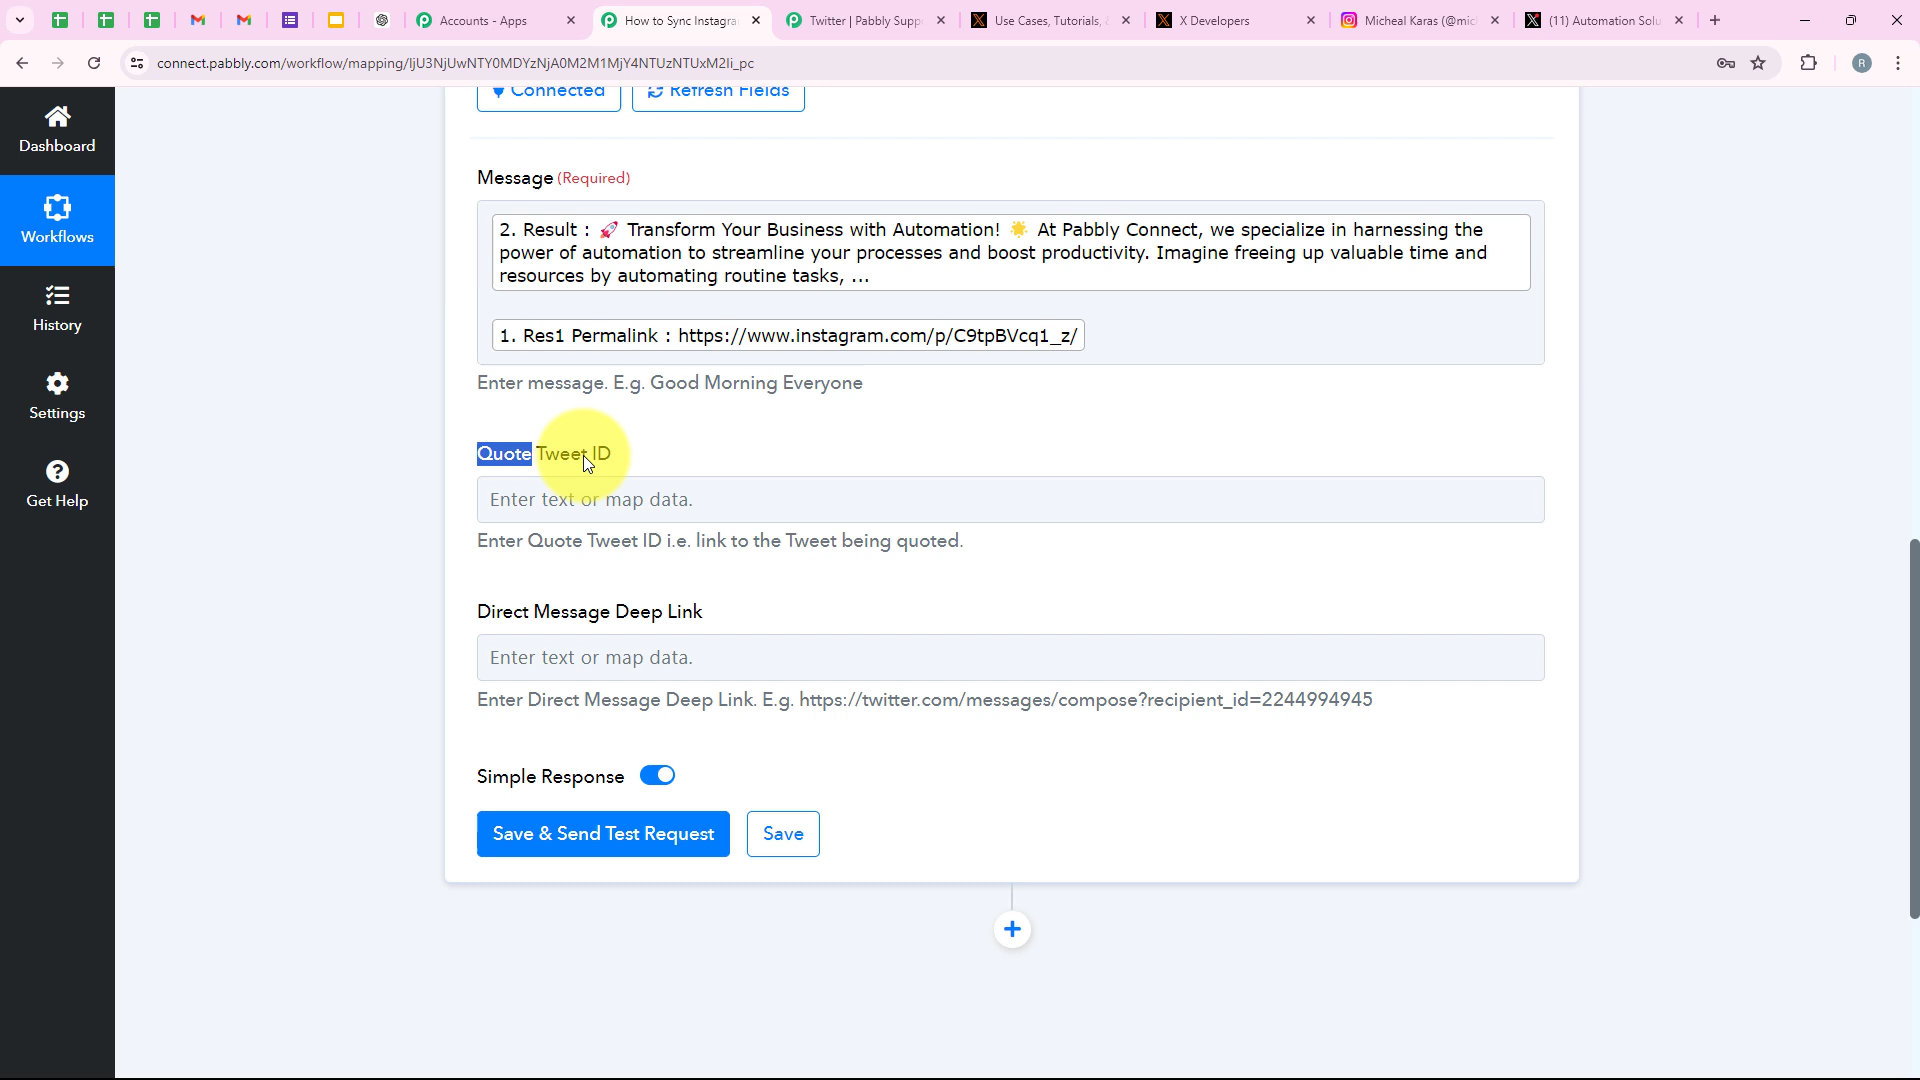 Accounts - Apps
How to Sync Instagra
Twitter | Pabbly Supp
Use Cases, Tutorials, &
X Developers
Micheal Karas (@mic
(11) Automation Solu
connect.pabbly.com/workflow/mapping/IjU3NjUwNTY0MDYzNjA0M2M1MjY4NTUzNTUxM2Ii_pc
R
Connected
Refresh Fields
Dashboard
Workflows
History
Settings
Get Help
Message (Required)
2. Result : 🚀 Transform Your Business with Automation! 🌟 At Pabbly Connect, we specialize in harnessing the
power of automation to streamline your processes and boost productivity. Imagine freeing up valuable time and
resources by automating routine tasks, ...
1. Res1 Permalink : https://www.instagram.com/p/C9tpBVcq1_z/
Enter message. E.g. Good Morning Everyone
Quote Tweet ID
Enter text or map data.
Enter Quote Tweet ID i.e. link to the Tweet being quoted.
Direct Message Deep Link
Enter text or map data.
Enter Direct Message Deep Link. E.g. https://twitter.com/messages/compose?recipient_id=2244994945
Simple Response
Save & Send Test Request
Save